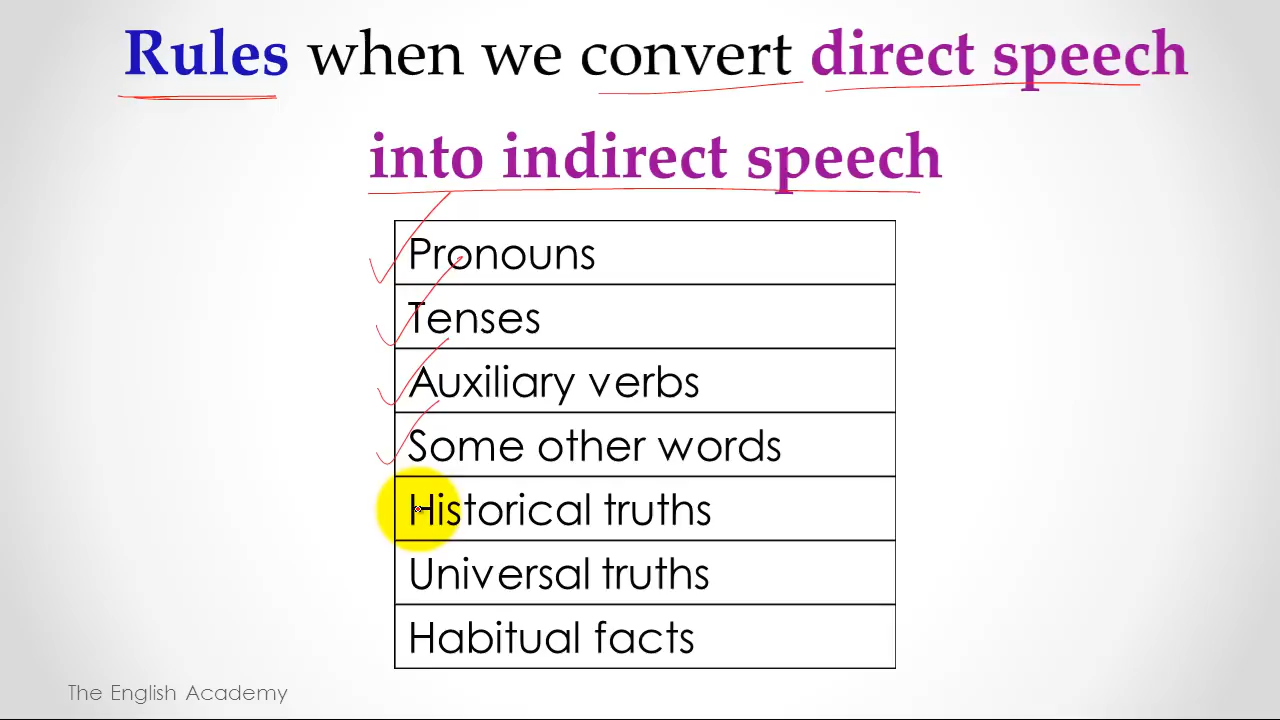 Rules when we convert direct speech
into indirect speech
Pronouns
Tenses
Auxiliary verbs
Some other words
Historical truths
Universal truths
Habitual facts
The English Academy